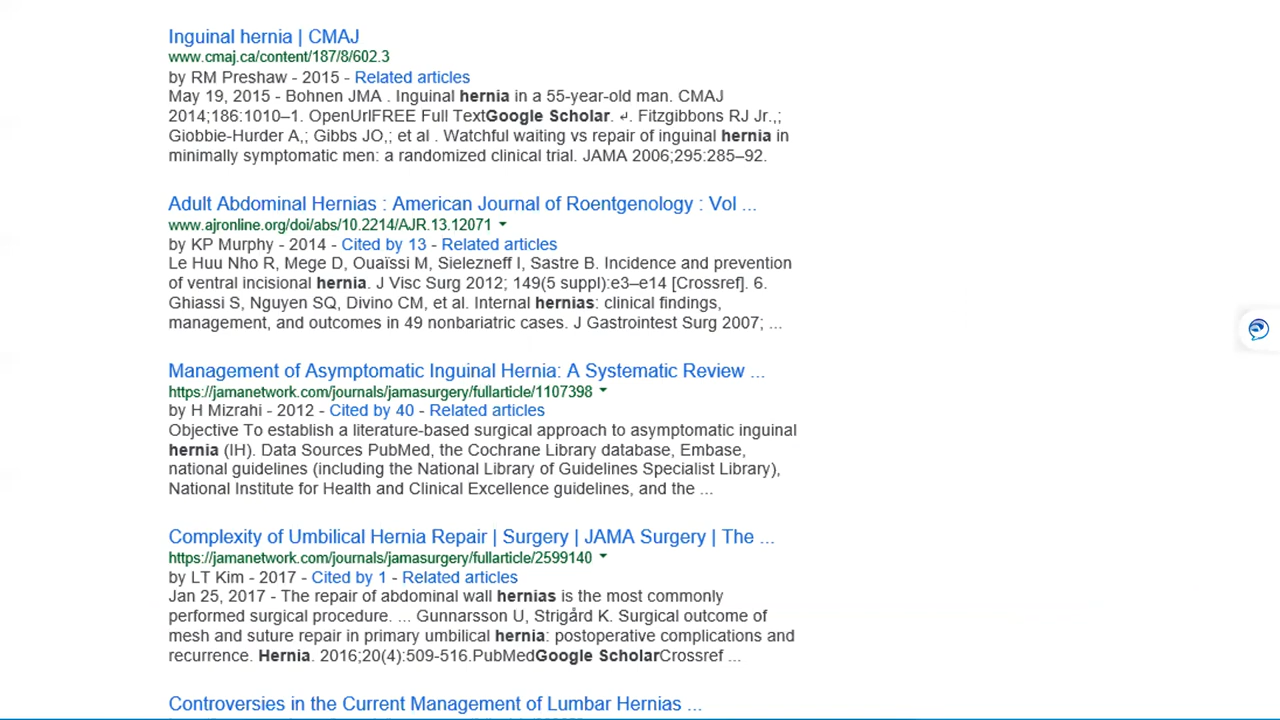 Inguinal hernia | CMAJ
www.cmaj.ca/content/187/8/602.3
by RM Preshaw - 2015 - Related articles
May 19, 2015 - Bohnen JMA . Inguinal hernia in a 55-year-old man. CMAJ
2014;186:1010–1. OpenUrlFREE Full TextGoogle Scholar. ↵. Fitzgibbons RJ Jr.,;
Giobbie-Hurder A,; Gibbs JO,; et al . Watchful waiting vs repair of inguinal hernia in
minimally symptomatic men: a randomized clinical trial. JAMA 2006;295:285–92.
Adult Abdominal Hernias : American Journal of Roentgenology : Vol ...
www.ajronline.org/doi/abs/10.2214/AJR.13.12071
by KP Murphy - 2014 - Cited by 13 - Related articles
Le Huu Nho R, Mege D, Ouaïssi M, Sielezneff I, Sastre B. Incidence and prevention
of ventral incisional hernia. J Visc Surg 2012; 149(5 suppl):e3–e14 [Crossref]. 6.
Ghiassi S, Nguyen SQ, Divino CM, et al. Internal hernias: clinical findings,
management, and outcomes in 49 nonbariatric cases. J Gastrointest Surg 2007; ...
Management of Asymptomatic Inguinal Hernia: A Systematic Review ...
https://jamanetwork.com/journals/jamasurgery/fullarticle/1107398
by H Mizrahi - 2012 - Cited by 40 - Related articles
Objective To establish a literature-based surgical approach to asymptomatic inguinal
hernia (IH). Data Sources PubMed, the Cochrane Library database, Embase,
national guidelines (including the National Library of Guidelines Specialist Library),
National Institute for Health and Clinical Excellence guidelines, and the ...
Complexity of Umbilical Hernia Repair | Surgery | JAMA Surgery | The ...
https://jamanetwork.com/journals/jamasurgery/fullarticle/2599140
by LT Kim - 2017 - Cited by 1 - Related articles
Jan 25, 2017 - The repair of abdominal wall hernias is the most commonly
performed surgical procedure. ... Gunnarsson U, Strigård K. Surgical outcome of
mesh and suture repair in primary umbilical hernia: postoperative complications and
recurrence. Hernia. 2016;20(4):509-516.PubMedGoogle ScholarCrossref ...
Controversies in the Current Management of Lumbar Hernias ...